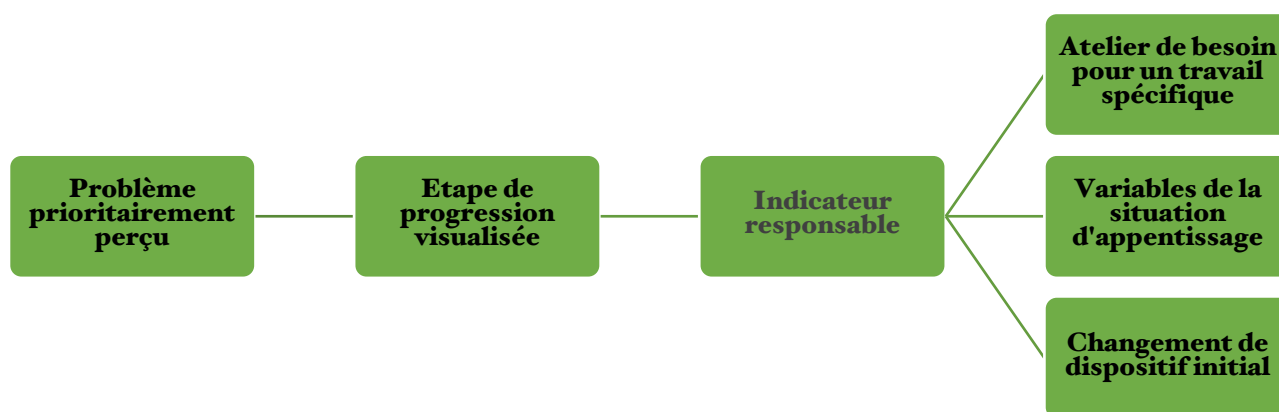 Problème
prioritairement
perçu
Etape de
progression
visualisée
Indicateur
responsable
Atelier de besoin
pour un travail
spécifique
Variables de la
situation
d'appentissage
Changement de
dispositif initial